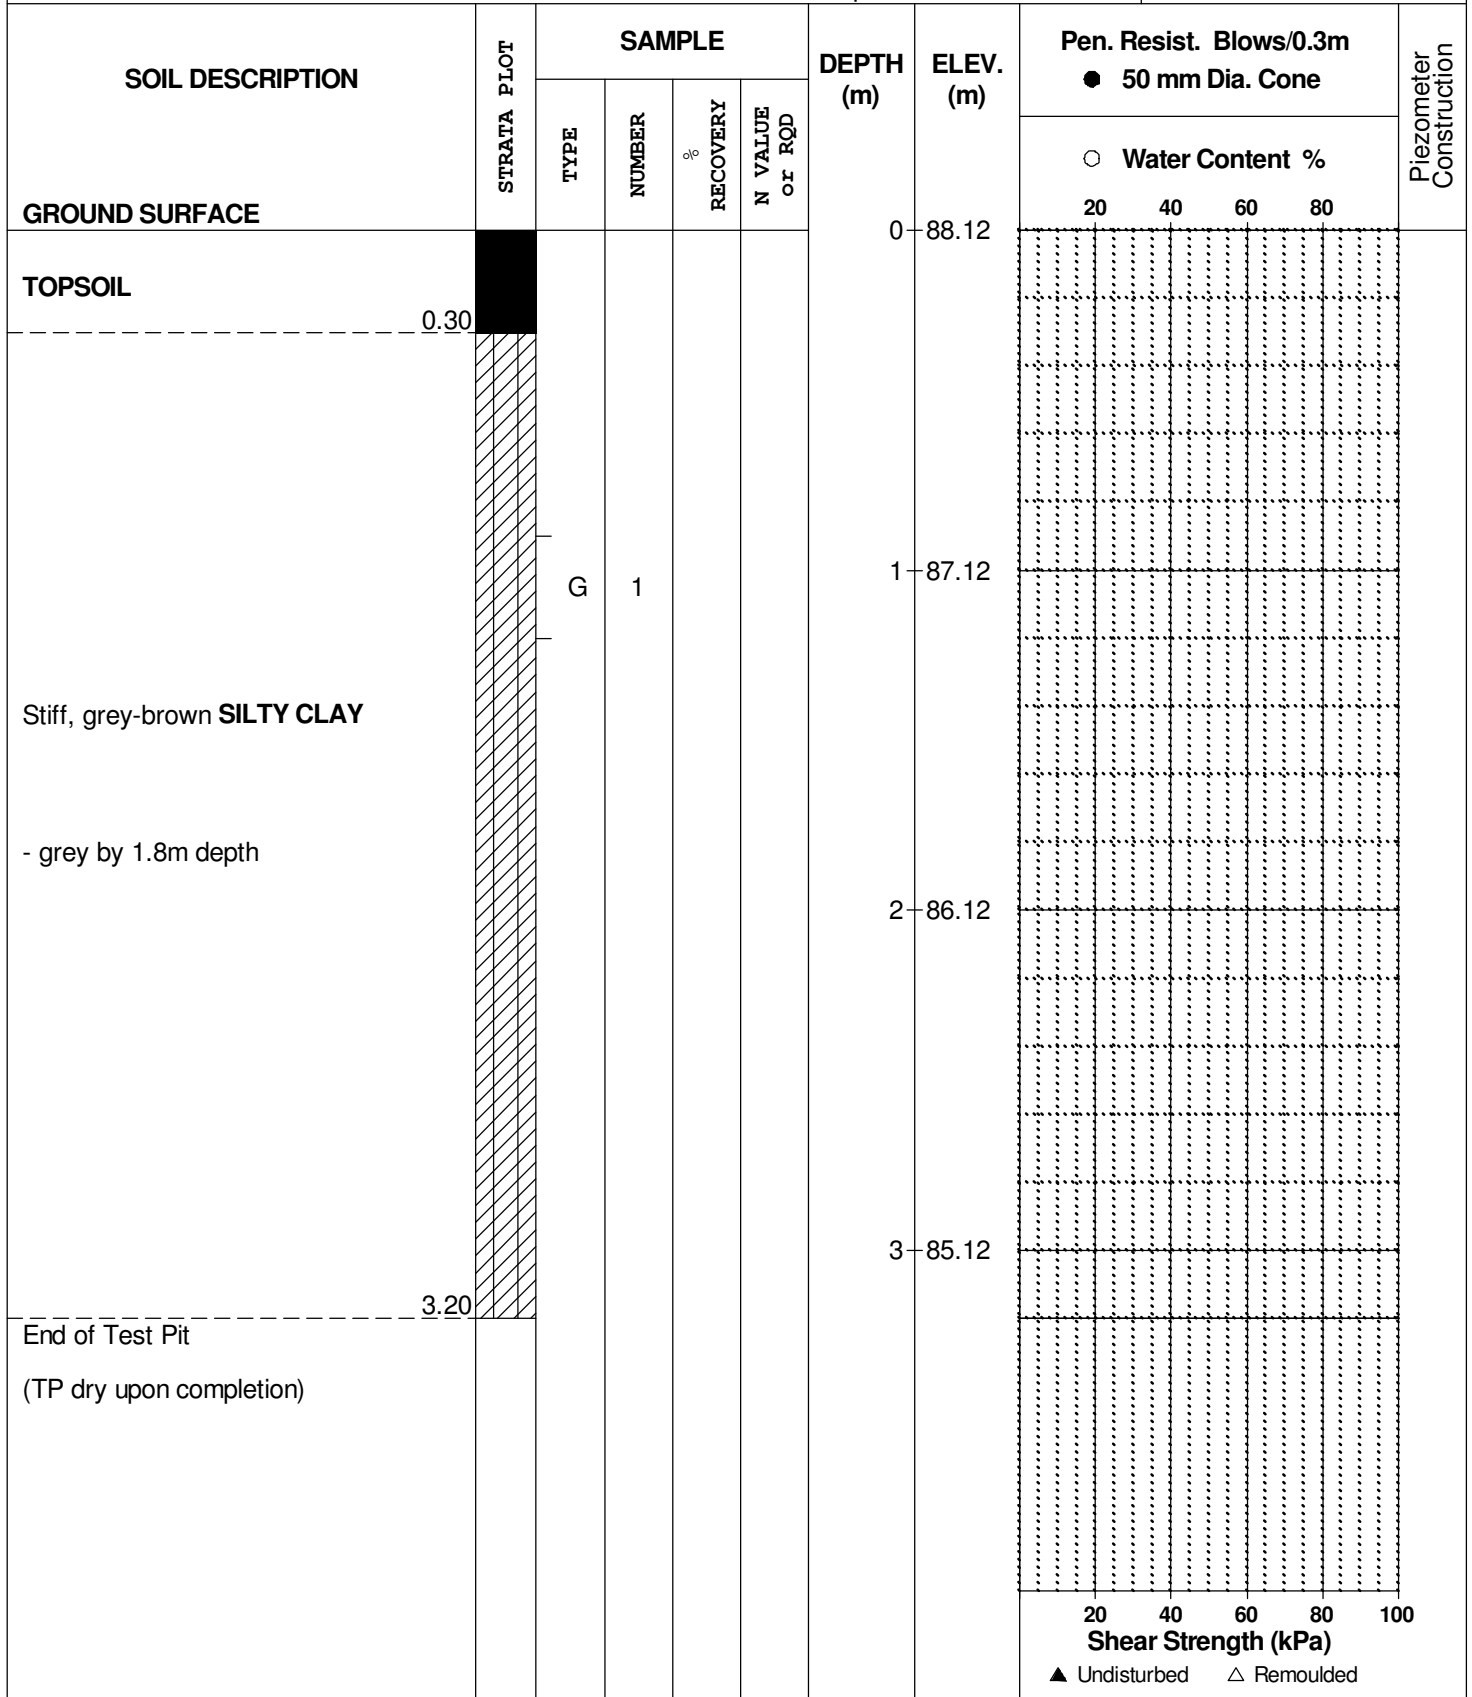 SOIL DESCRIPTION
GROUND SURFACE
STRATA PLOT
SAMPLE
TYPE
NUMBER
%
RECOVERY
N VALUE
or RQD
DEPTH
(m)
ELEV.
(m)
Pen. Resist. Blows/0.3m
● 50 mm Dia. Cone
○ Water Content %
20 40 60 80
Piezometer
Construction
0 88.12
TOPSOIL
0.30
1 87.12
G 1
Stiff, grey-brown SILTY CLAY
- grey by 1.8m depth
2 86.12
3 85.12
3.20
End of Test Pit
(TP dry upon completion)
20 40 60 80 100
Shear Strength (kPa)
▲ Undisturbed △ Remoulded